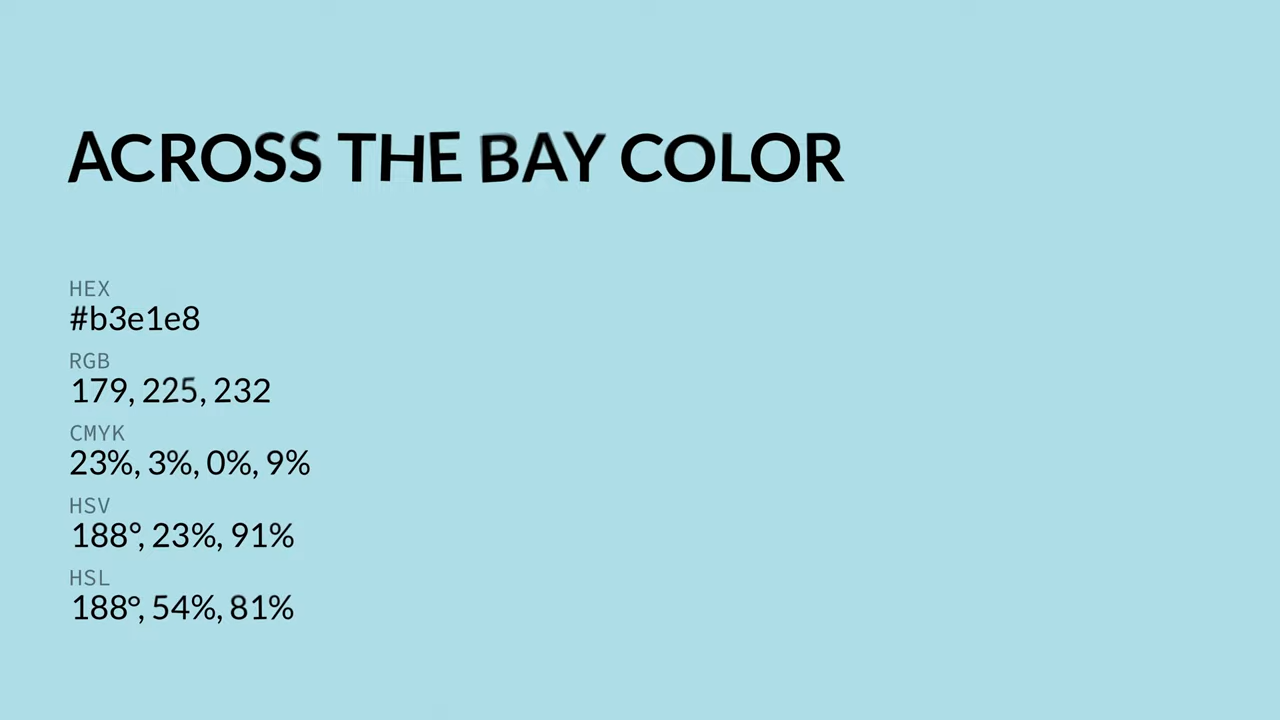 ACROSS THE BAY COLOR
HEX
#b3e1e8
RGB
179, 225, 232
CMYK
23%, 3%, 0%, 9%
HSV
188°, 23%, 91%
HSL
188°, 54%, 81%